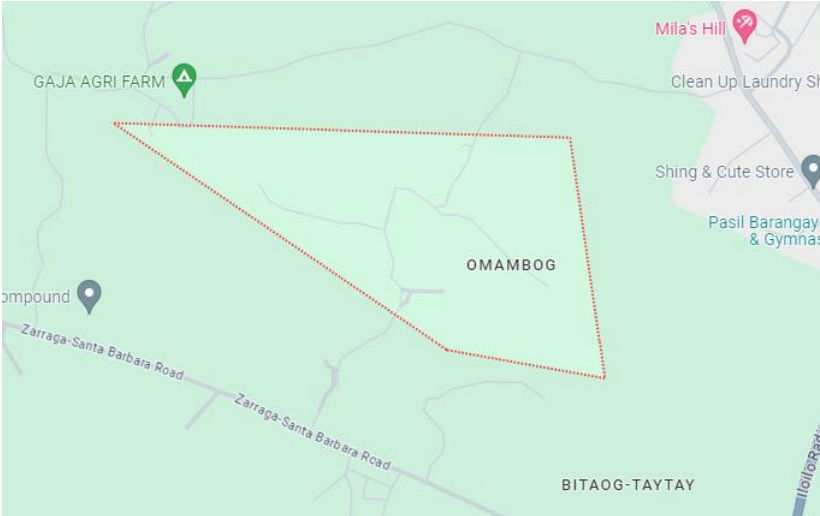 Mila's Hill
GAJA AGRI FARM
Clean Up Laundry Sh
Shing & Cute Store
Pasil Barangay
& Gymnas
OMAMBOG
ompound
Zarraga-Santa Barbara Road
Zarraga-Santa Barbara Road
BITAOG-TAYTAY
Iloilo Radi